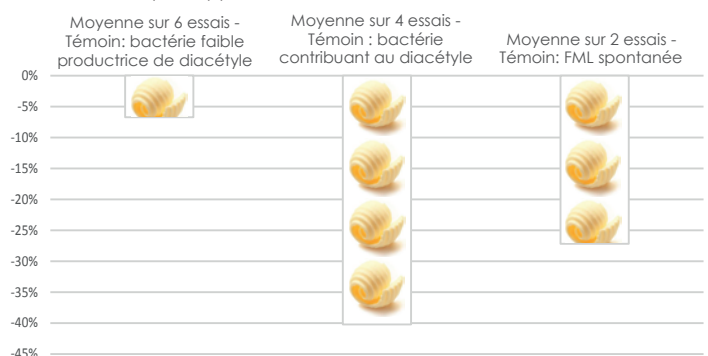 Moyenne sur 6 essais -
Témoin: bactérie faible
productrice de diacétyle
Moyenne sur 4 essais -
Témoin : bactérie
contribuant au diacétyle
Moyenne sur 2 essais -
Témoin: FML spontanée
0%
-5%
-10%
-15%
-20%
-25%
-30%
-35%
-40%
-45%